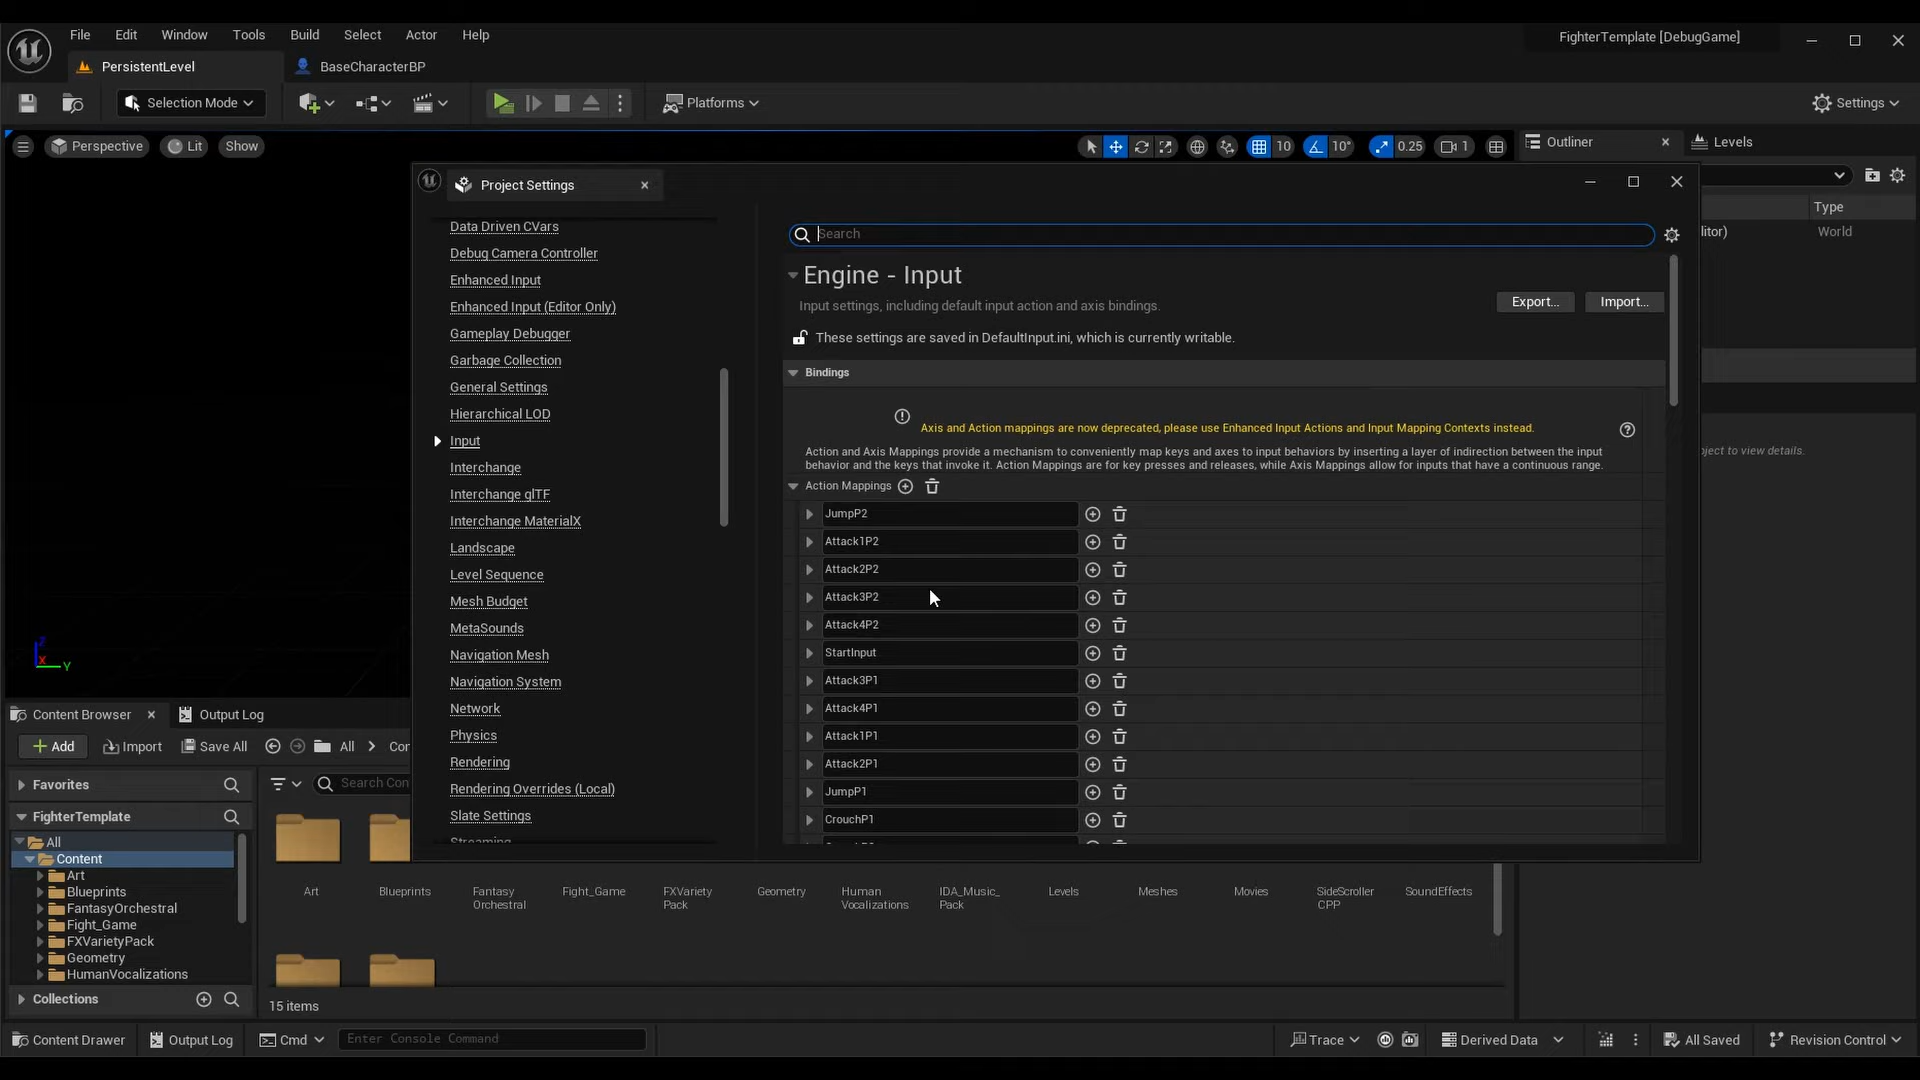 File Edit Window Tools Build Select Actor Help
FighterTemplate [DebugGame]
PersistentLevel
BaseCharacterBP
Selection Mode
Platforms
Settings
Perspective
Lit
Show
10
10°
0.25
1
Outliner
Levels
Type
World
Project Settings
Data Driven CVars
Debug Camera Controller
Enhanced Input
Enhanced Input (Editor Only)
Gameplay Debugger
Garbage Collection
General Settings
Hierarchical LOD
Input
Interchange
Interchange glTF
Interchange MaterialX
Landscape
Level Sequence
Mesh Budget
MetaSounds
Navigation Mesh
Navigation System
Network
Physics
Rendering
Rendering Overrides (Local)
Slate Settings
Search
Engine - Input
Input settings, including default input action and axis bindings.
Export...
Import...
These settings are saved in DefaultInput.ini, which is currently writable.
Bindings
Axis and Action mappings are now deprecated, please use Enhanced Input Actions and Input Mapping Contexts instead.
Action and Axis Mappings provide a mechanism to conveniently map keys and axes to input behaviors by inserting a layer of indirection between the input
behavior and the keys that invoke it. Action Mappings are for key presses and releases, while Axis Mappings allow for inputs that have a continuous range.
Action Mappings
JumpP2
Attack1P2
Attack2P2
Attack3P2
Attack4P2
StartInput
Attack3P1
Attack4P1
Attack1P1
Attack2P1
JumpP1
CrouchP1
ject to view details.
Z
X
Y
Content Browser
Output Log
Add
Import
Save All
All
Con
Favorites
Search Con
FighterTemplate
All
Content
Art
Blueprints
FantasyOrchestral
Fight_Game
FXVarietyPack
Geometry
HumanVocalizations
Collections
Art
Blueprints
Fantasy
Orchestral
Fight_Game
FXVariety
Pack
Geometry
Human
Vocalizations
IDA_Music_
Pack
Levels
Meshes
Movies
SideScroller
CPP
SoundEffects
15 items
Content Drawer
Output Log
Cmd
Enter Console Command
Trace
Derived Data
All Saved
Revision Control